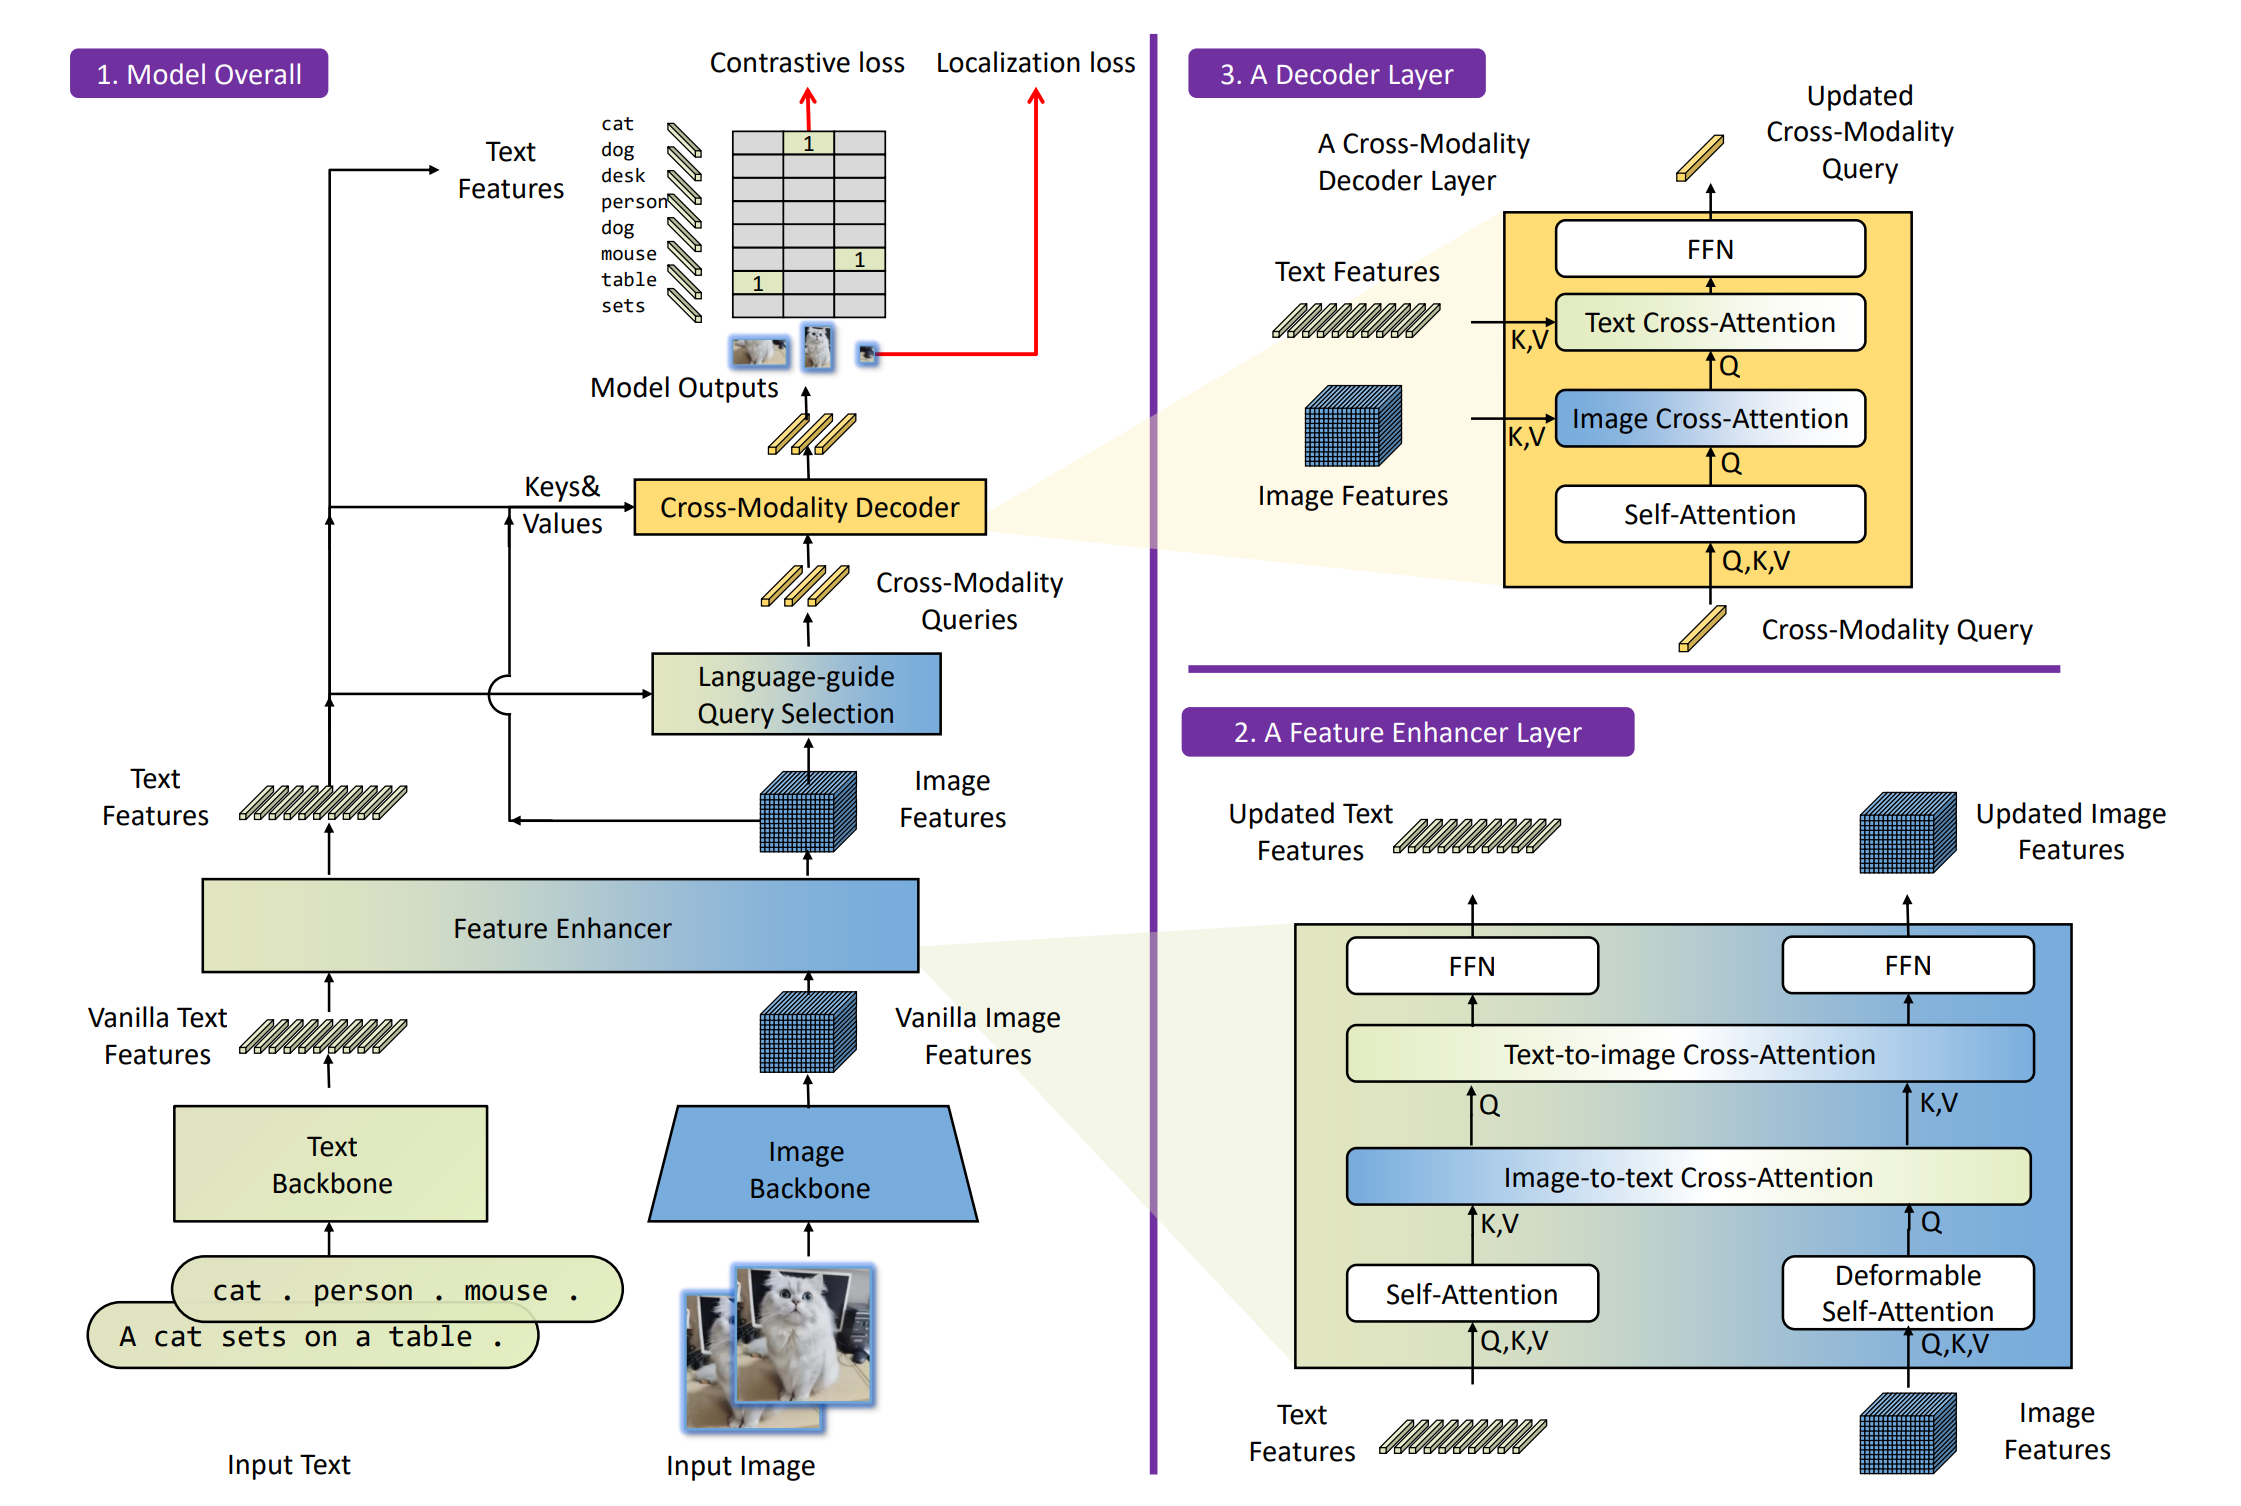 1. Model Overall
Contrastive loss
Localization loss
Text
Features
cat
dog
desk
person
dog
mouse
table
sets
1
1
1
Model Outputs
Keys&
Values
Cross-Modality Decoder
Cross-Modality
Queries
Language-guide
Query Selection
Text
Features
Image
Features
Feature Enhancer
Vanilla Text
Features
Vanilla Image
Features
Text
Backbone
Image
Backbone
cat . person . mouse .
A cat sets on a table .
Input Text
Input Image
3. A Decoder Layer
A Cross-Modality
Decoder Layer
Updated
Cross-Modality
Query
FFN
Text Features
Text Cross-Attention
K,V
Q
Image Cross-Attention
K,V
Q
Image Features
Self-Attention
Q,K,V
Cross-Modality Query
2. A Feature Enhancer Layer
Updated Text
Features
Updated Image
Features
FFN
FFN
Text-to-image Cross-Attention
Q
K,V
Image-to-text Cross-Attention
K,V
Q
Self-Attention
Deformable
Self-Attention
Q,K,V
Q,K,V
Text
Features
Image
Features